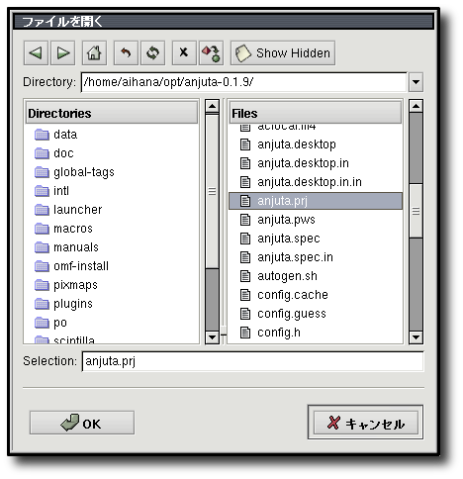 ファイルを開く
Show Hidden
Directory: /home/aihana/opt/anjuta-0.1.9/
Directories
data
doc
global-tags
intl
launcher
macros
manuals
omf-install
pixmaps
plugins
po
scintilla
Files
aclocal.m4
anjuta.desktop
anjuta.desktop.in
anjuta.desktop.in.in
anjuta.prj
anjuta.pws
anjuta.spec
anjuta.spec.in
autogen.sh
config.cache
config.guess
config.h
Selection: anjuta.prj
OK
キャンセル